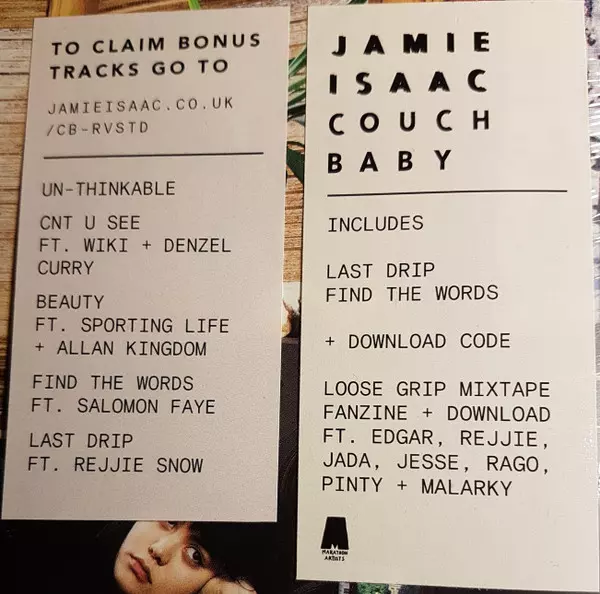 TO CLAIM BONUS
TRACKS GO TO
JAMIEISAAC.CO.UK
/CB-RVSTD
UN-THINKABLE
CNT U SEE
FT. WIKI + DENZEL
CURRY
BEAUTY
FT. SPORTING LIFE
+ ALLAN KINGDOM
FIND THE WORDS
FT. SALOMON FAYE
LAST DRIP
FT. REJJIE SNOW
JAMIE
ISAAC
COUCH
BABY
INCLUDES
LAST DRIP
FIND THE WORDS
+ DOWNLOAD CODE
LOOSE GRIP MIXTAPE
FANZINE + DOWNLOAD
FT. EDGAR, REJJIE,
JADA, JESSE, RAGO,
PINTY + MALARKY
MARATHON
ARTISTS